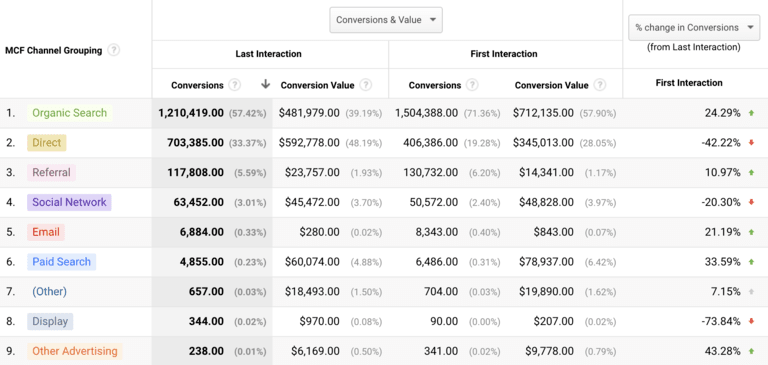 Conversions & Value
% change in Conversions
(from Last Interaction)
MCF Channel Grouping ?
Last Interaction First Interaction
First Interaction
Conversions ? Conversion Value ? Conversions ? Conversion Value ?
1. Organic Search 1,210,419.00 (57.42%) $481,979.00 (39.19%) 1,504,388.00 (71.36%) $712,135.00 (57.90%) 24.29%
2. Direct 703,385.00 (33.37%) $592,778.00 (48.19%) 406,386.00 (19.28%) $345,013.00 (28.05%) -42.22%
3. Referral 117,808.00 (5.59%) $23,757.00 (1.93%) 130,732.00 (6.20%) $14,341.00 (1.17%) 10.97%
4. Social Network 63,452.00 (3.01%) $45,472.00 (3.70%) 50,572.00 (2.40%) $48,828.00 (3.97%) -20.30%
5. Email 6,884.00 (0.33%) $280.00 (0.02%) 8,343.00 (0.40%) $843.00 (0.07%) 21.19%
6. Paid Search 4,855.00 (0.23%) $60,074.00 (4.88%) 6,486.00 (0.31%) $78,937.00 (6.42%) 33.59%
7. (Other) 657.00 (0.03%) $18,493.00 (1.50%) 704.00 (0.03%) $19,890.00 (1.62%) 7.15%
8. Display 344.00 (0.02%) $970.00 (0.08%) 90.00 (0.00%) $207.00 (0.02%) -73.84%
9. Other Advertising 238.00 (0.01%) $6,169.00 (0.50%) 341.00 (0.02%) $9,778.00 (0.79%) 43.28%